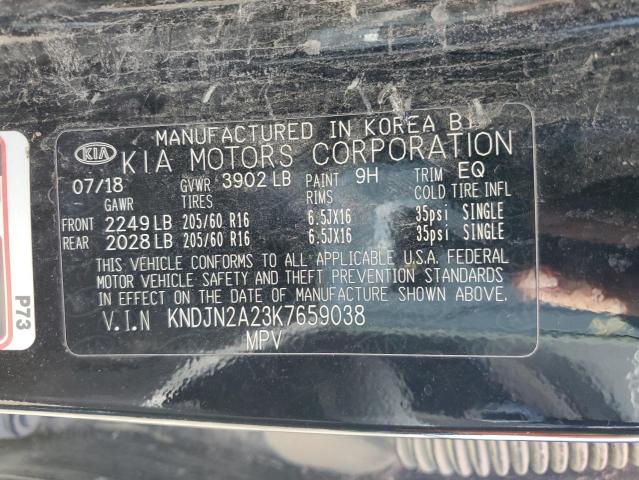 MANUFACTURED IN KOREA BY
KIA KIA MOTORS CORPORATION
07/18 GVWR 3902 LB PAINT 9H TRIM EQ
GAWR TIRES RIMS COLD TIRE INFL
FRONT 2249 LB 205/60 R16 6.5JX16 35psi SINGLE
REAR 2028 LB 205/60 R16 6.5JX16 35psi SINGLE
THIS VEHICLE CONFORMS TO ALL APPLICABLE U.S.A. FEDERAL
MOTOR VEHICLE SAFETY AND THEFT PREVENTION STANDARDS
IN EFFECT ON THE DATE OF MANUFACTURE SHOWN ABOVE.
V.I.N KNDJN2A23K7659038
MPV
P73